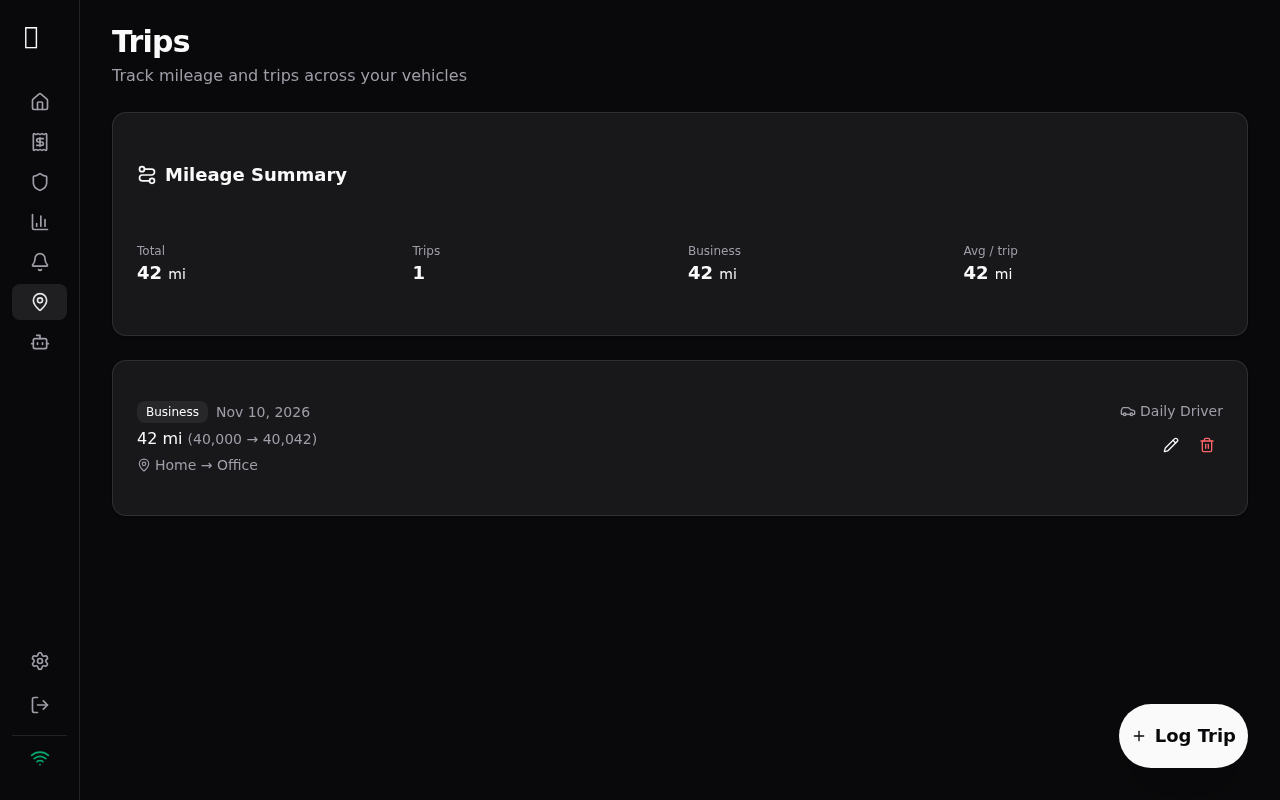 Trips
Track mileage and trips across your vehicles
Mileage Summary
Total
42 mi
Trips
1
Business
42 mi
Avg / trip
42 mi
Business Nov 10, 2026
Daily Driver
42 mi (40,000 → 40,042)
Home → Office
+ Log Trip